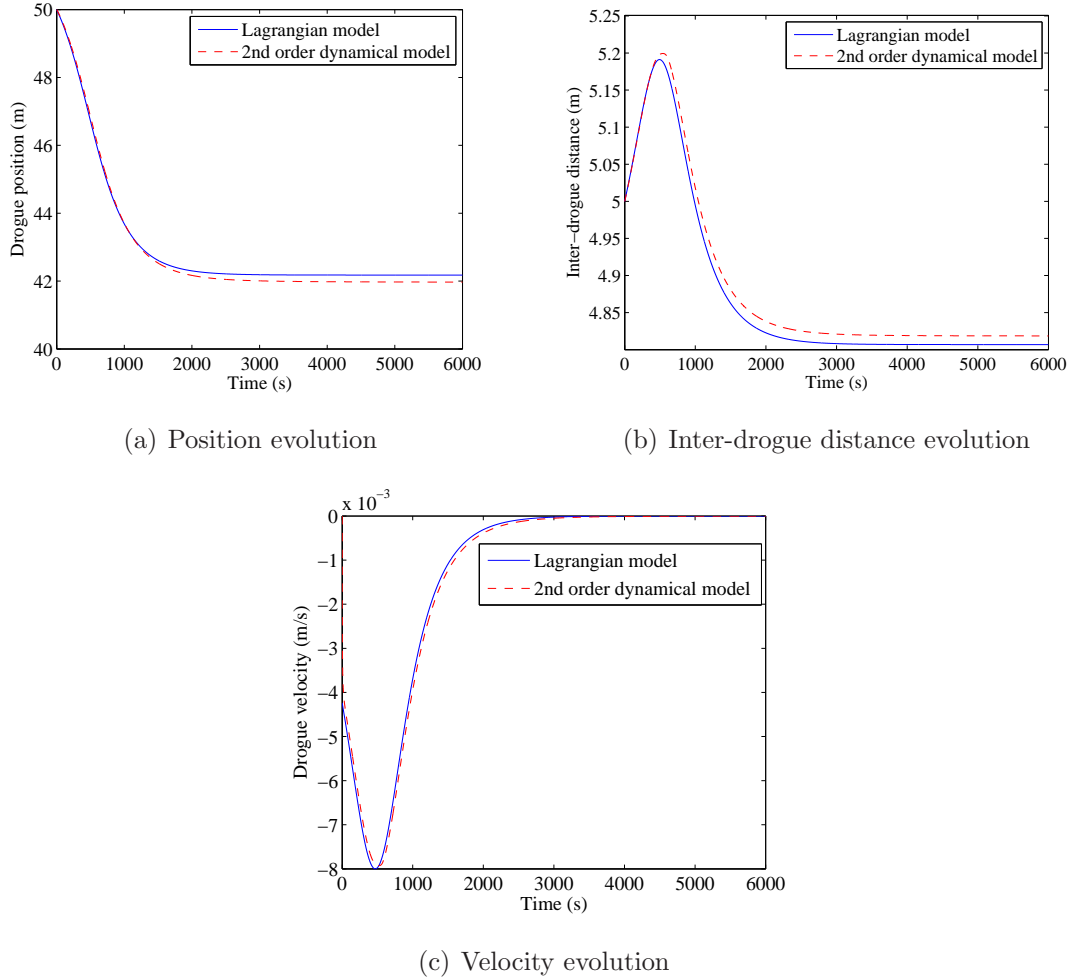 50
48
46
44
42
40
0 1000 2000 3000 4000 5000 6000
Time (s)
Drogue position (m)
Lagrangian model
2nd order dynamical model
(a) Position evolution
5.25
5.2
5.15
5.1
5.05
5
4.95
4.9
4.85
0 1000 2000 3000 4000 5000 6000
Time (s)
Inter−drogue distance (m)
Lagrangian model
2nd order dynamical model
(b) Inter-drogue distance evolution
x 10−3
0
−1
−2
−3
−4
−5
−6
−7
−8
0 1000 2000 3000 4000 5000 6000
Time (s)
Drogue velocity (m/s)
Lagrangian model
2nd order dynamical model
(c) Velocity evolution